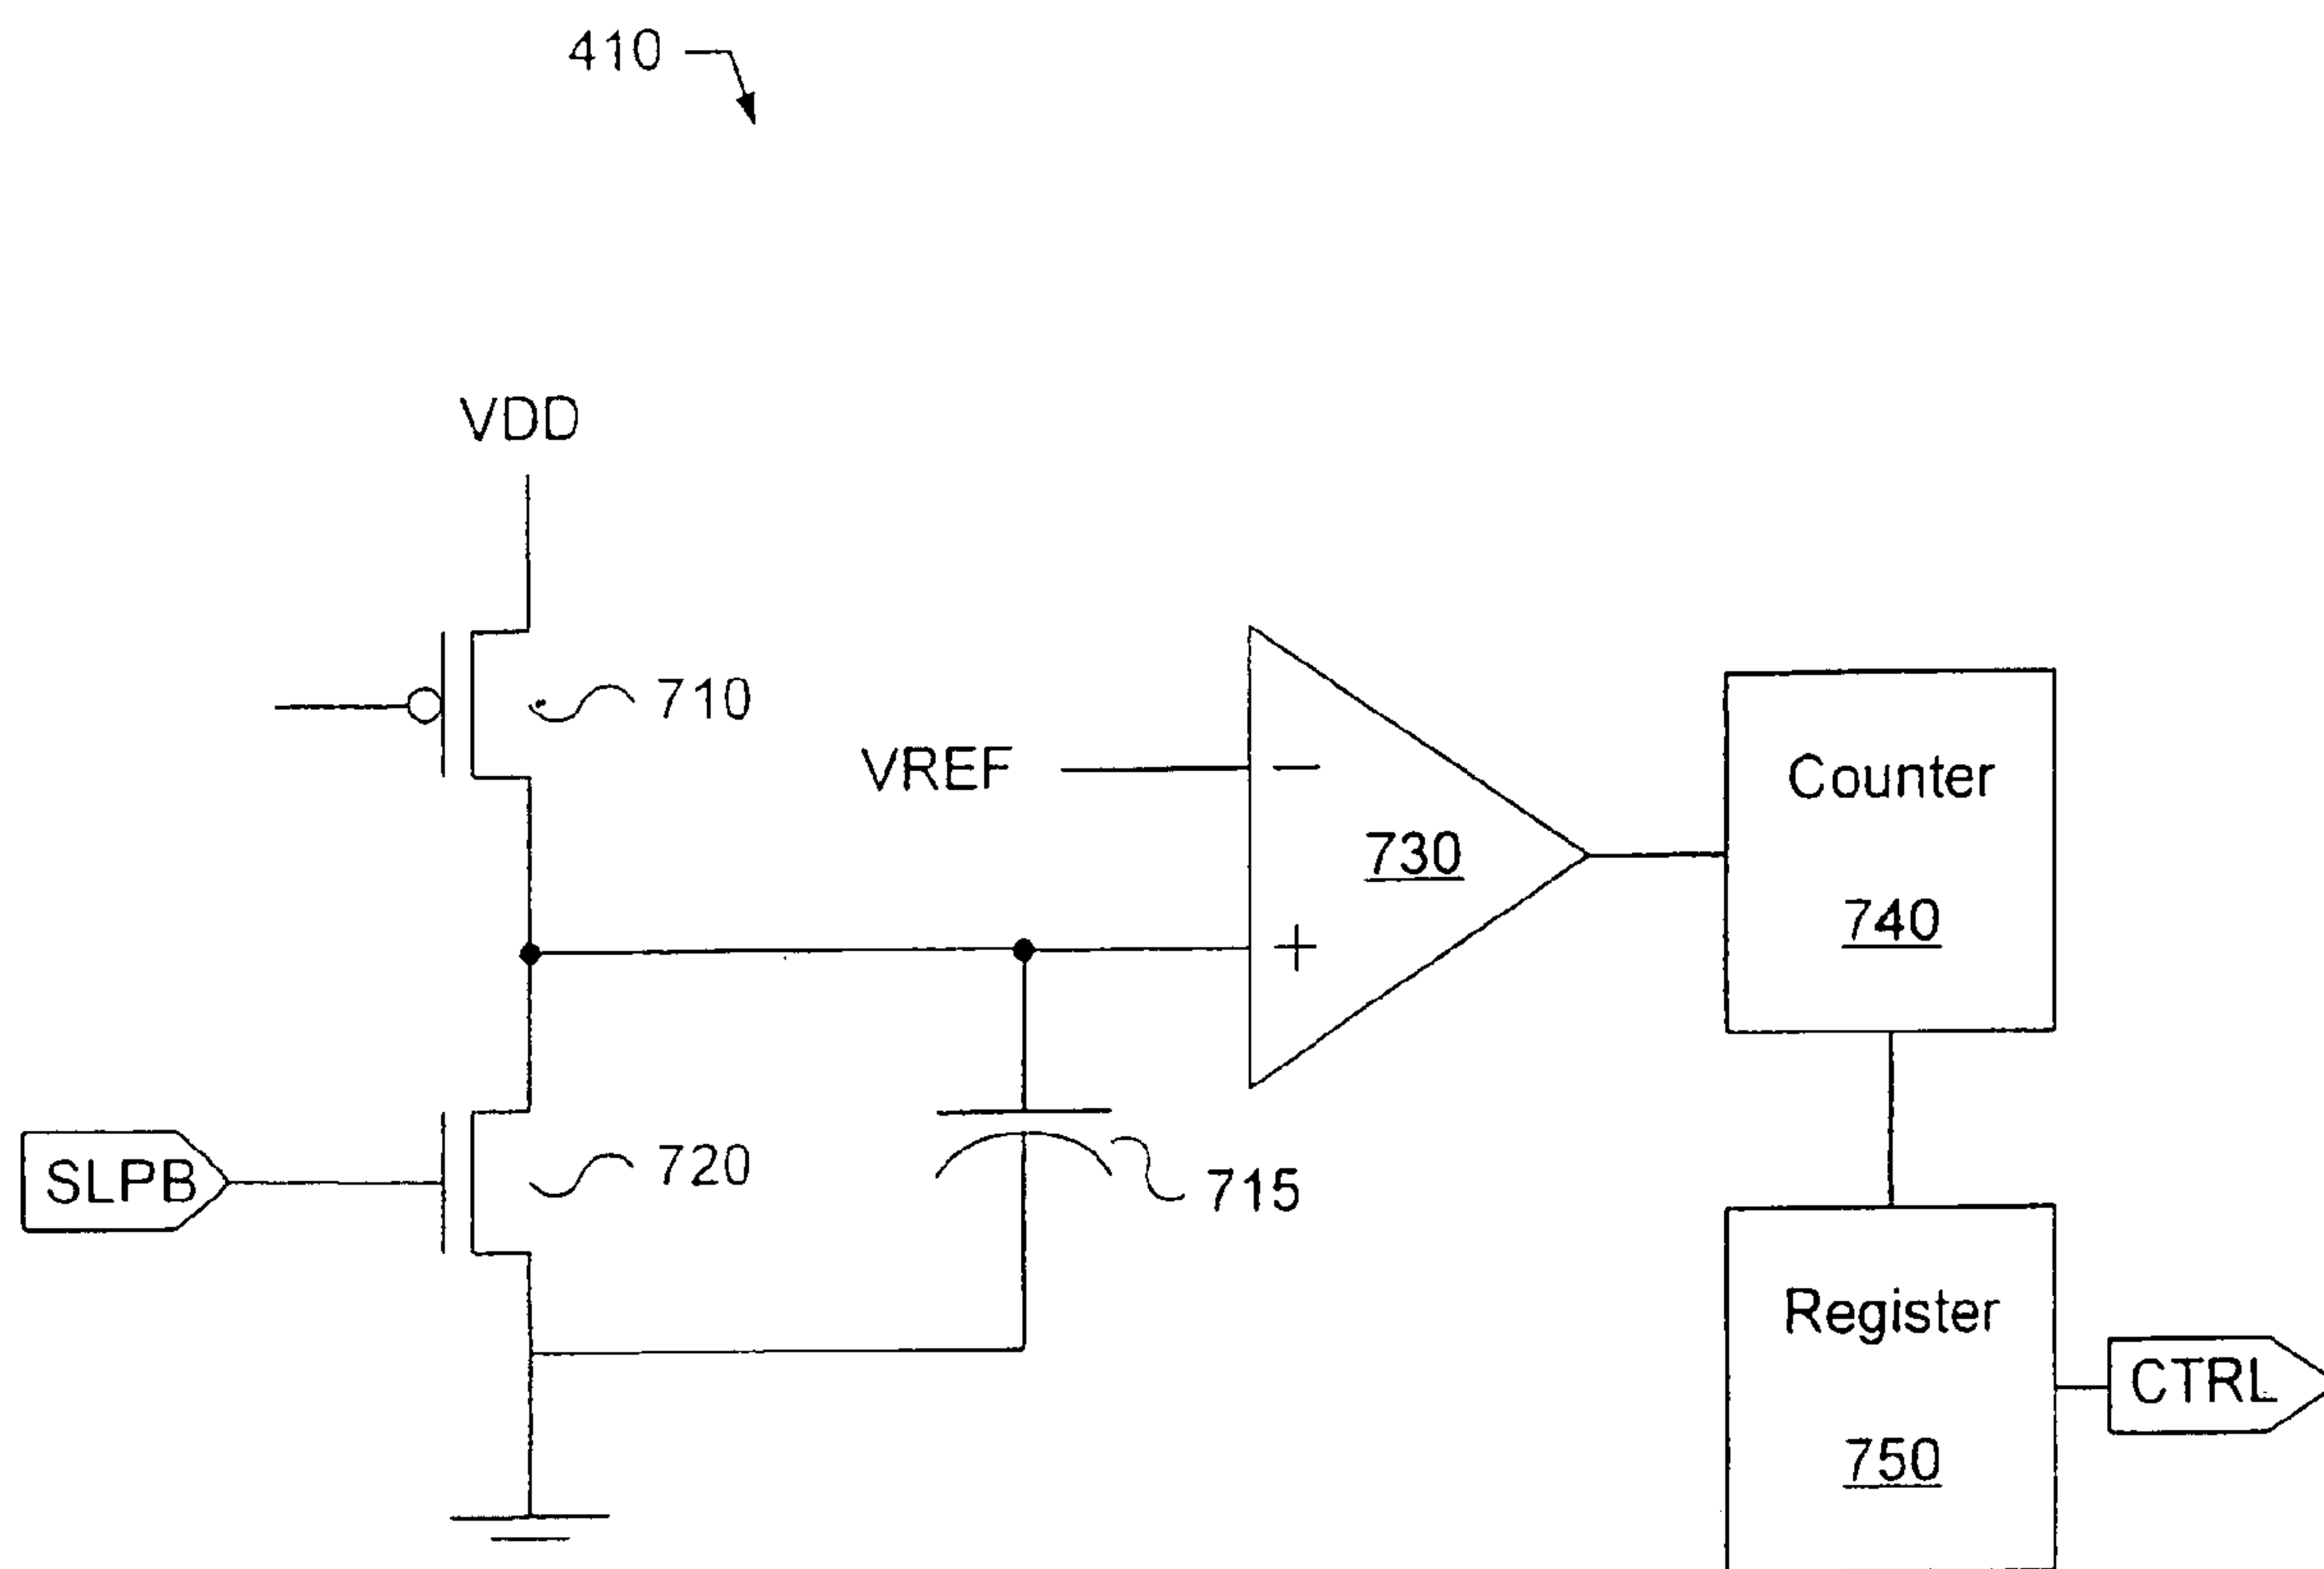 410
VDD
710
VREF
−
730
+
Counter
740
SLPB
720
715
Register
750
CTRL